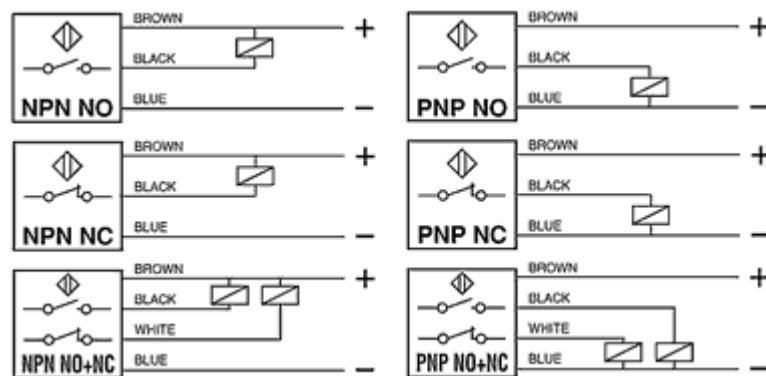 BROWN
+
BLACK
NPN NO
BLUE
−
BROWN
+
BLACK
PNP NO
BLUE
−
BROWN
+
BLACK
NPN NC
BLUE
−
BROWN
+
BLACK
PNP NC
BLUE
−
BROWN
+
BLACK
WHITE
NPN NO+NC
BLUE
−
BROWN
+
BLACK
WHITE
PNP NO+NC
BLUE
−